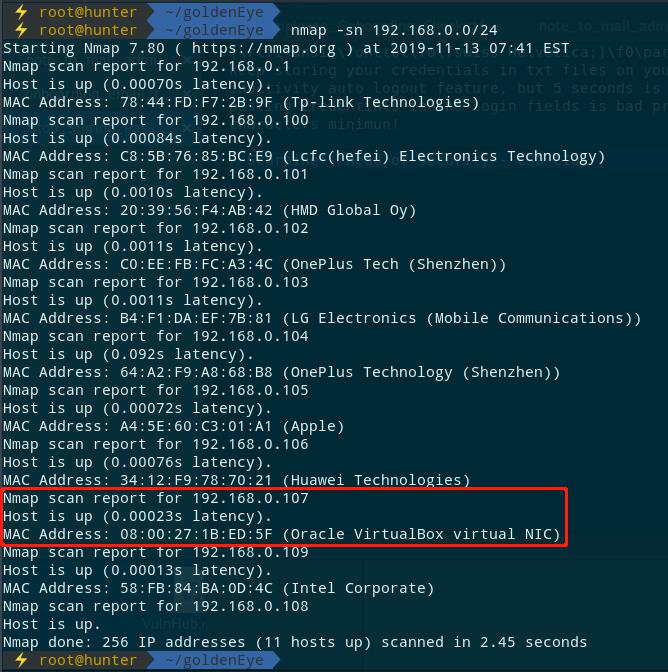 ⚡ root@hunter ~/goldenEye
⚡ root@hunter ~/goldenEye nmap -sn 192.168.0.0/24
Starting Nmap 7.80 ( https://nmap.org ) at 2019-11-13 07:41 EST
Nmap scan report for 192.168.0.1
Host is up (0.00070s latency).
MAC Address: 78:44:FD:F7:2B:9F (Tp-link Technologies)
Nmap scan report for 192.168.0.100
Host is up (0.00084s latency).
MAC Address: C8:5B:76:85:BC:E9 (Lcfc(hefei) Electronics Technology)
Nmap scan report for 192.168.0.101
Host is up (0.0010s latency).
MAC Address: 20:39:56:F4:AB:42 (HMD Global Oy)
Nmap scan report for 192.168.0.102
Host is up (0.0011s latency).
MAC Address: C0:EE:FB:FC:A3:4C (OnePlus Tech (Shenzhen))
Nmap scan report for 192.168.0.103
Host is up (0.0011s latency).
MAC Address: B4:F1:DA:EF:7B:81 (LG Electronics (Mobile Communications))
Nmap scan report for 192.168.0.104
Host is up (0.092s latency).
MAC Address: 64:A2:F9:A8:68:B8 (OnePlus Technology (Shenzhen))
Nmap scan report for 192.168.0.105
Host is up (0.00072s latency).
MAC Address: A4:5E:60:C3:01:A1 (Apple)
Nmap scan report for 192.168.0.106
Host is up (0.00076s latency).
MAC Address: 34:12:F9:78:70:21 (Huawei Technologies)
Nmap scan report for 192.168.0.107
Host is up (0.00023s latency).
MAC Address: 08:00:27:1B:ED:5F (Oracle VirtualBox virtual NIC)
Nmap scan report for 192.168.0.109
Host is up (0.00013s latency).
MAC Address: 58:FB:84:BA:0D:4C (Intel Corporate)
Nmap scan report for 192.168.0.108
Host is up.
Nmap done: 256 IP addresses (11 hosts up) scanned in 2.45 seconds
⚡ root@hunter ~/goldenEye